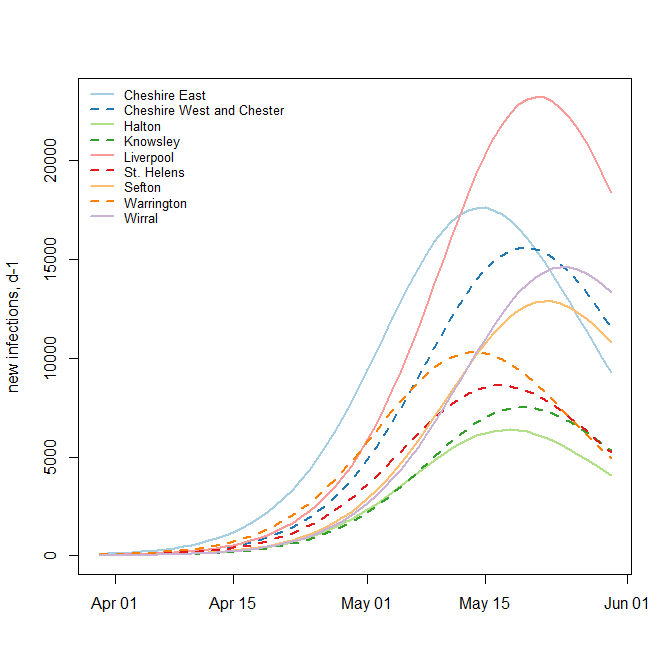 Cheshire East
Cheshire West and Chester
Halton
Knowsley
Liverpool
St. Helens
Sefton
Warrington
Wirral
new infections, d-1
20000
15000
10000
5000
0
Apr 01
Apr 15
May 01
May 15
Jun 01